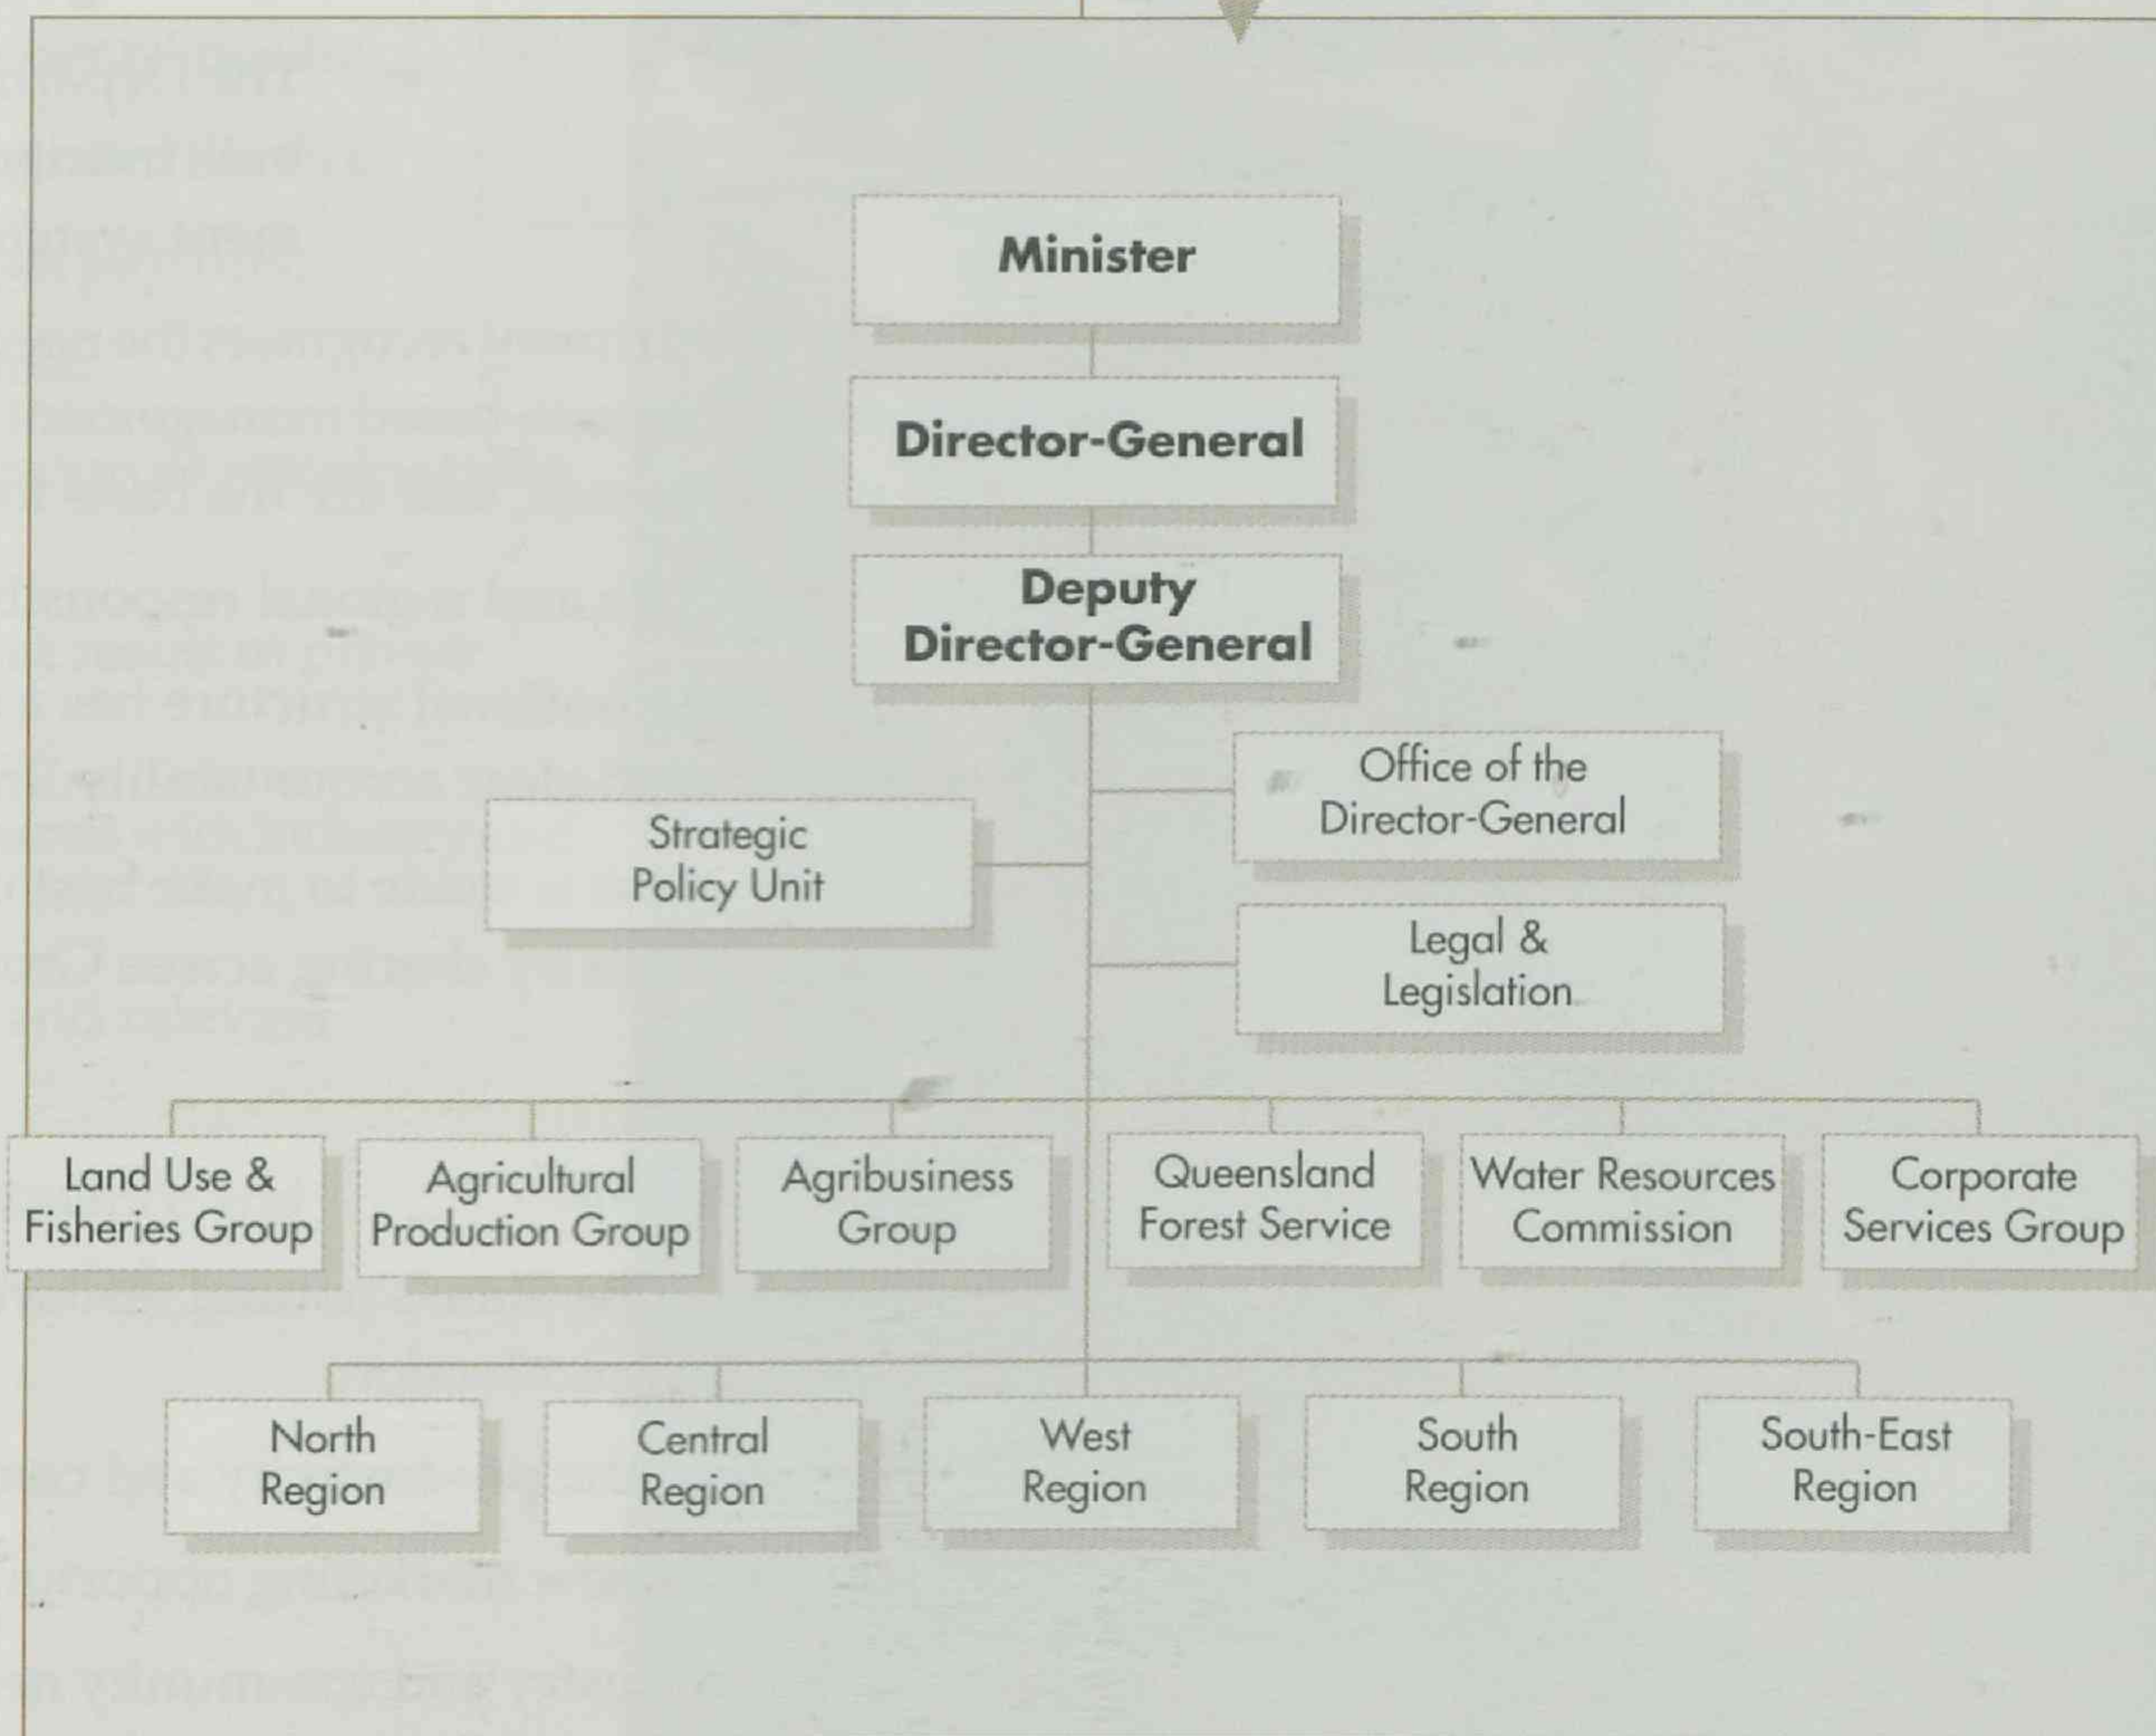 Minister
Director-General
Deputy
Director-General
Office of the
Director-General
Strategic
Policy Unit
Legal &
Legislation
Land Use &
Fisheries Group
Agricultural
Production Group
Agribusiness
Group
Queensland
Forest Service
Water Resources
Commission
Corporate
Services Group
North
Region
Central
Region
West
Region
South
Region
South-East
Region